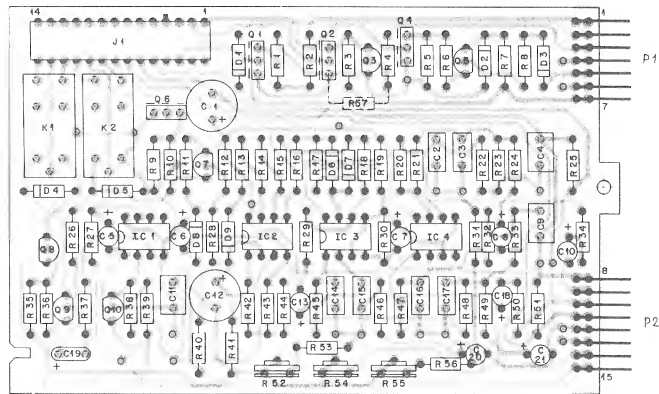 14 1
J1
Q1 Q2 Q4
1
D1 R1 R2 R3 Q3 R4 R5 R6 Q5 D2 R7 R8 D3
P1
R57
7
K1 K2 Q6 C1
R9 R10 R11 Q7 R12 R13 R14 R15 R16 R17 D6 D7 R18 R19 R20 R21 C2 C3 R22 R23 R24 C4 R25
D4 D5
R26 R27 C5 IC1 C6 D8 R28 D9 IC2 R29 IC3 R30 C7 IC4 R31 R32 C8 R33 C9 C10 R34
Q8
8
R35 R36 Q9 R37 Q10 R38 R39 C11 C12 R42 R43 R44 C13 R45 C14 C15 R46 R47 C16 C17 R48 R49 C18 R50 R51
P2
C19 R40 R41 R53 R56 C20 C21
15
R52 R54 R55